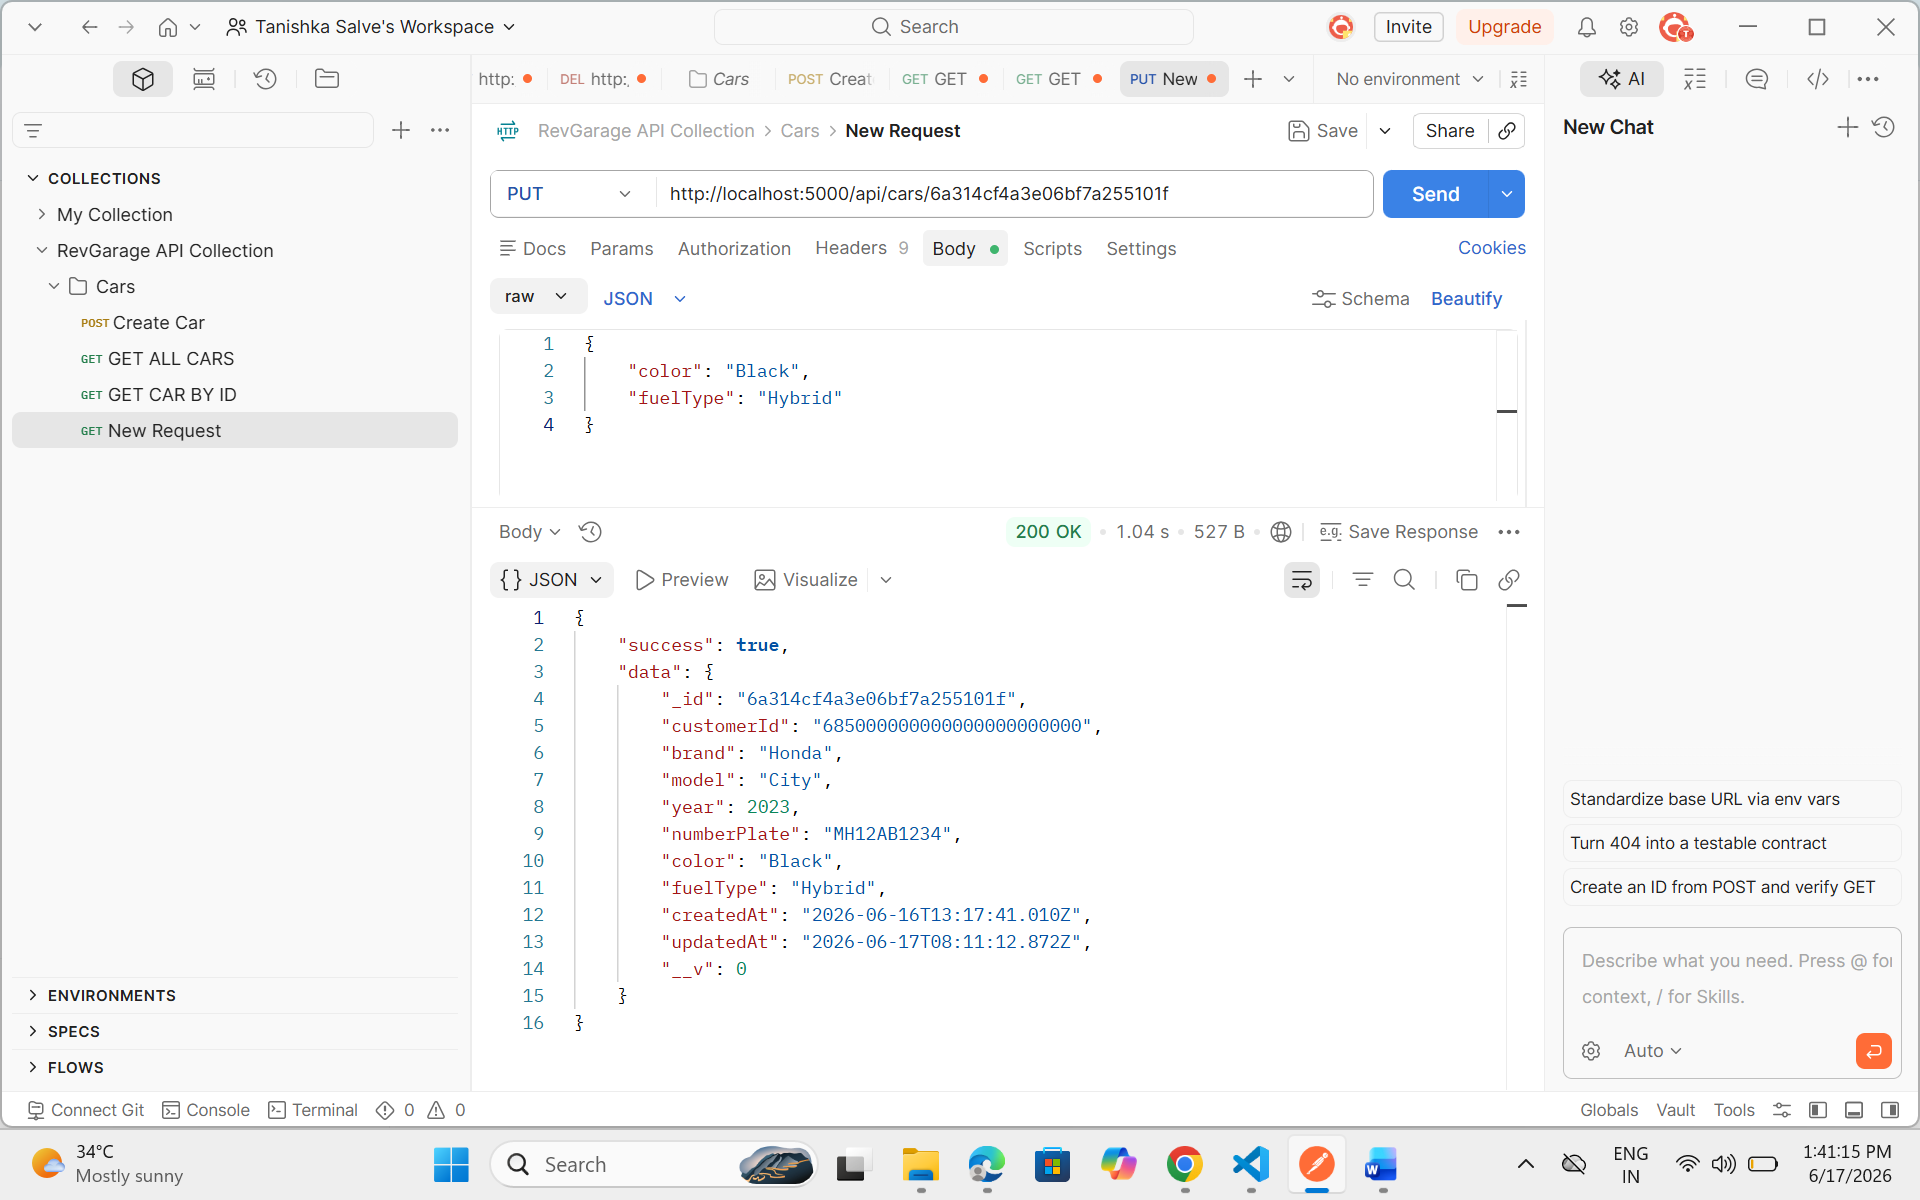 Tanishka Salve's Workspace
Search
Invite
Upgrade
http:
DEL http:
Cars
POST Creat
GET GET
GET GET
PUT New
No environment
AI
COLLECTIONS
My Collection
RevGarage API Collection
Cars
POST Create Car
GET GET ALL CARS
GET GET CAR BY ID
GET New Request
ENVIRONMENTS
SPECS
FLOWS
HTTP RevGarage API Collection > Cars > New Request
Save
Share
PUT
http://localhost:5000/api/cars/6a314cf4a3e06bf7a255101f
Send
Docs Params Authorization Headers 9 Body Scripts Settings
Cookies
raw JSON
Schema
Beautify
1 {
2 "color": "Black",
3 "fuelType": "Hybrid"
4 }
Body
200 OK • 1.04 s • 527 B
e.g. Save Response
{} JSON
Preview
Visualize
1 {
2 "success": true,
3 "data": {
4 "_id": "6a314cf4a3e06bf7a255101f",
5 "customerId": "685000000000000000000000",
6 "brand": "Honda",
7 "model": "City",
8 "year": 2023,
9 "numberPlate": "MH12AB1234",
10 "color": "Black",
11 "fuelType": "Hybrid",
12 "createdAt": "2026-06-16T13:17:41.010Z",
13 "updatedAt": "2026-06-17T08:11:12.872Z",
14 "__v": 0
15 }
16 }
New Chat
Standardize base URL via env vars
Turn 404 into a testable contract
Create an ID from POST and verify GET
Describe what you need. Press @ for
context, / for Skills.
Auto
Connect Git
Console
Terminal
0
0
Globals
Vault
Tools
34°C
Mostly sunny
Search
ENG
IN
1:41:15 PM
6/17/2026